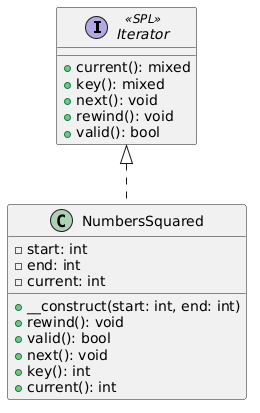 I
«SPL»
Iterator
current(): mixed
key(): mixed
next(): void
rewind(): void
valid(): bool
C NumbersSquared
start: int
end: int
current: int
__construct(start: int, end: int)
rewind(): void
valid(): bool
next(): void
key(): int
current(): int